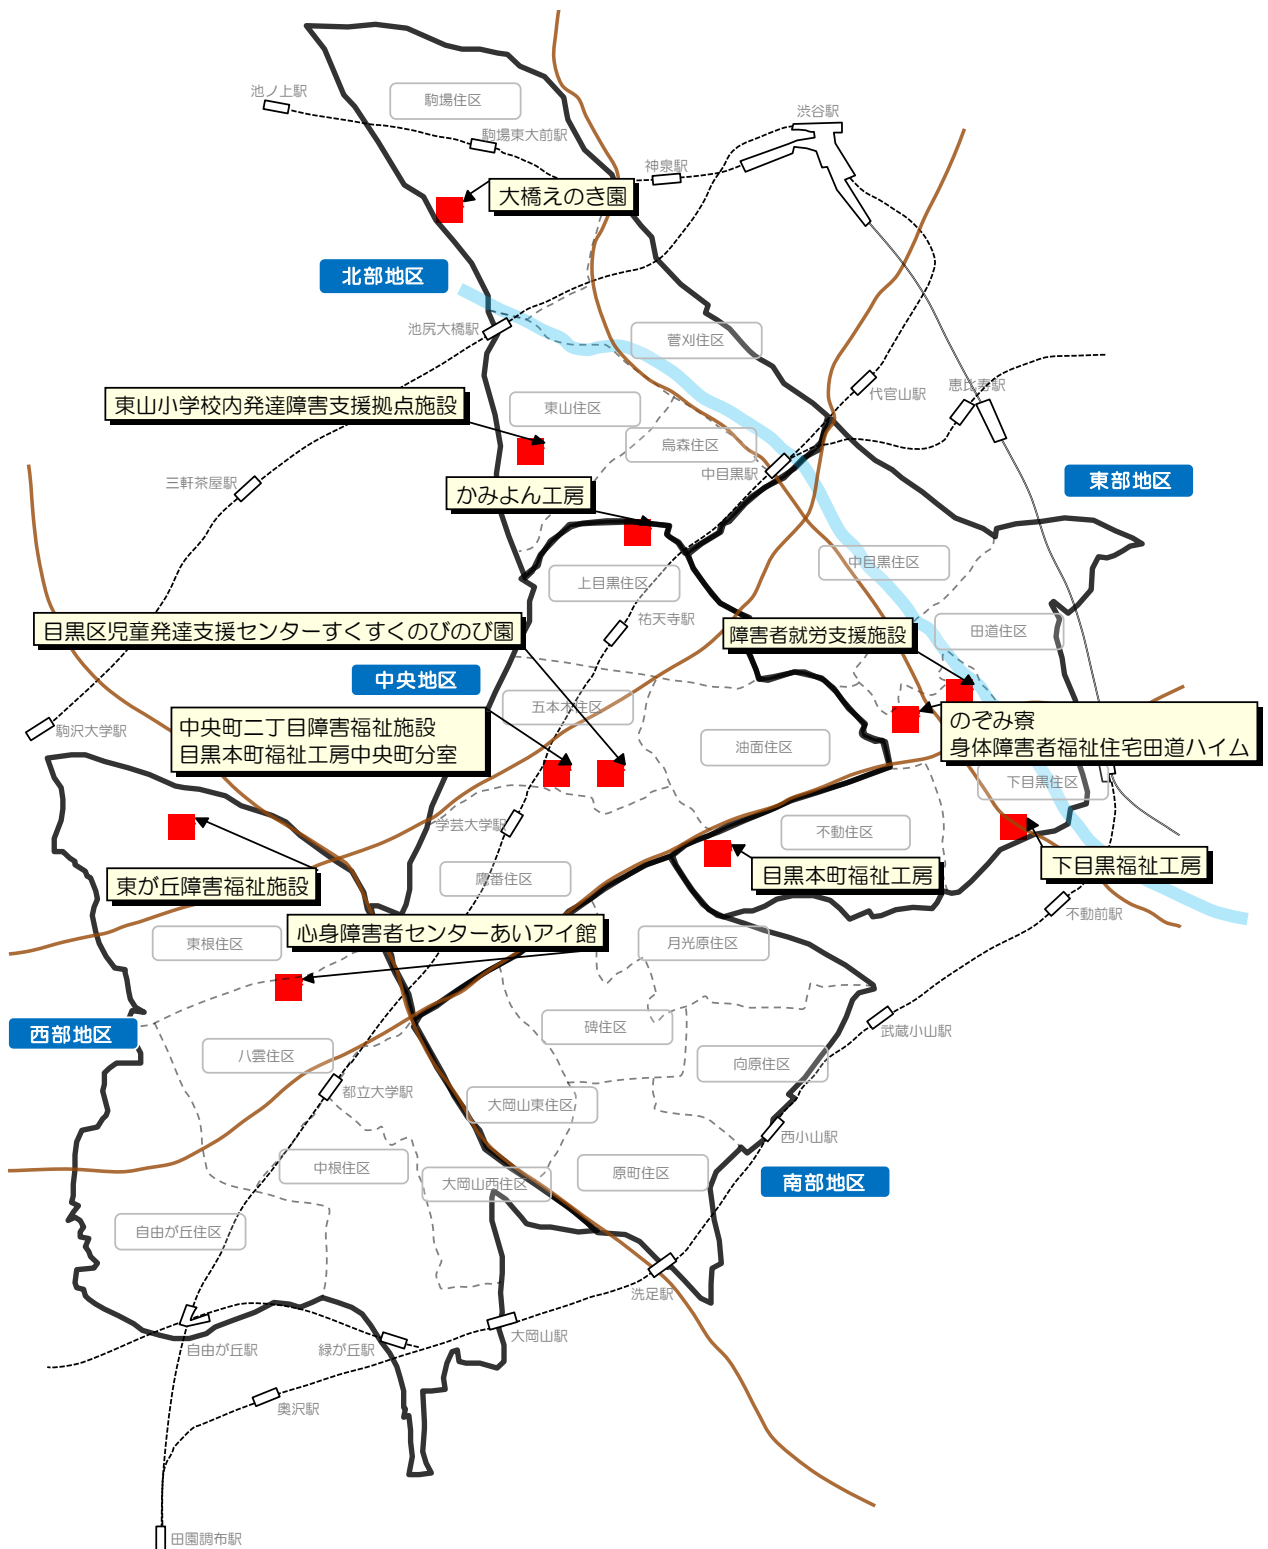 池ノ上駅
駒場住区
渋谷駅
駒場東大前駅
神泉駅
大橋えのき園
北部地区
池尻大橋駅
菅刈住区
恵比寿駅
代官山駅
東山小学校内発達障害支援拠点施設
東山住区
烏森住区
中目黒駅
東部地区
三軒茶屋駅
かみよん工房
中目黒住区
上目黒住区
祐天寺駅
目黒区児童発達支援センターすくすくのびのび園
障害者就労支援施設
田道住区
中央地区
五本木住区
駒沢大学駅
中央町二丁目障害福祉施設
目黒本町福祉工房中央町分室
のぞみ寮
身体障害者福祉住宅田道ハイム
油面住区
下目黒住区
学芸大学駅
不動住区
下目黒福祉工房
目黒本町福祉工房
東が丘障害福祉施設
鷹番住区
不動前駅
心身障害者センターあいアイ館
東根住区
月光原住区
西部地区
碑住区
武蔵小山駅
八雲住区
向原住区
都立大学駅
大岡山東住区
西小山駅
中根住区
大岡山西住区
原町住区
南部地区
自由が丘住区
洗足駅
大岡山駅
自由が丘駅
緑が丘駅
奥沢駅
田園調布駅